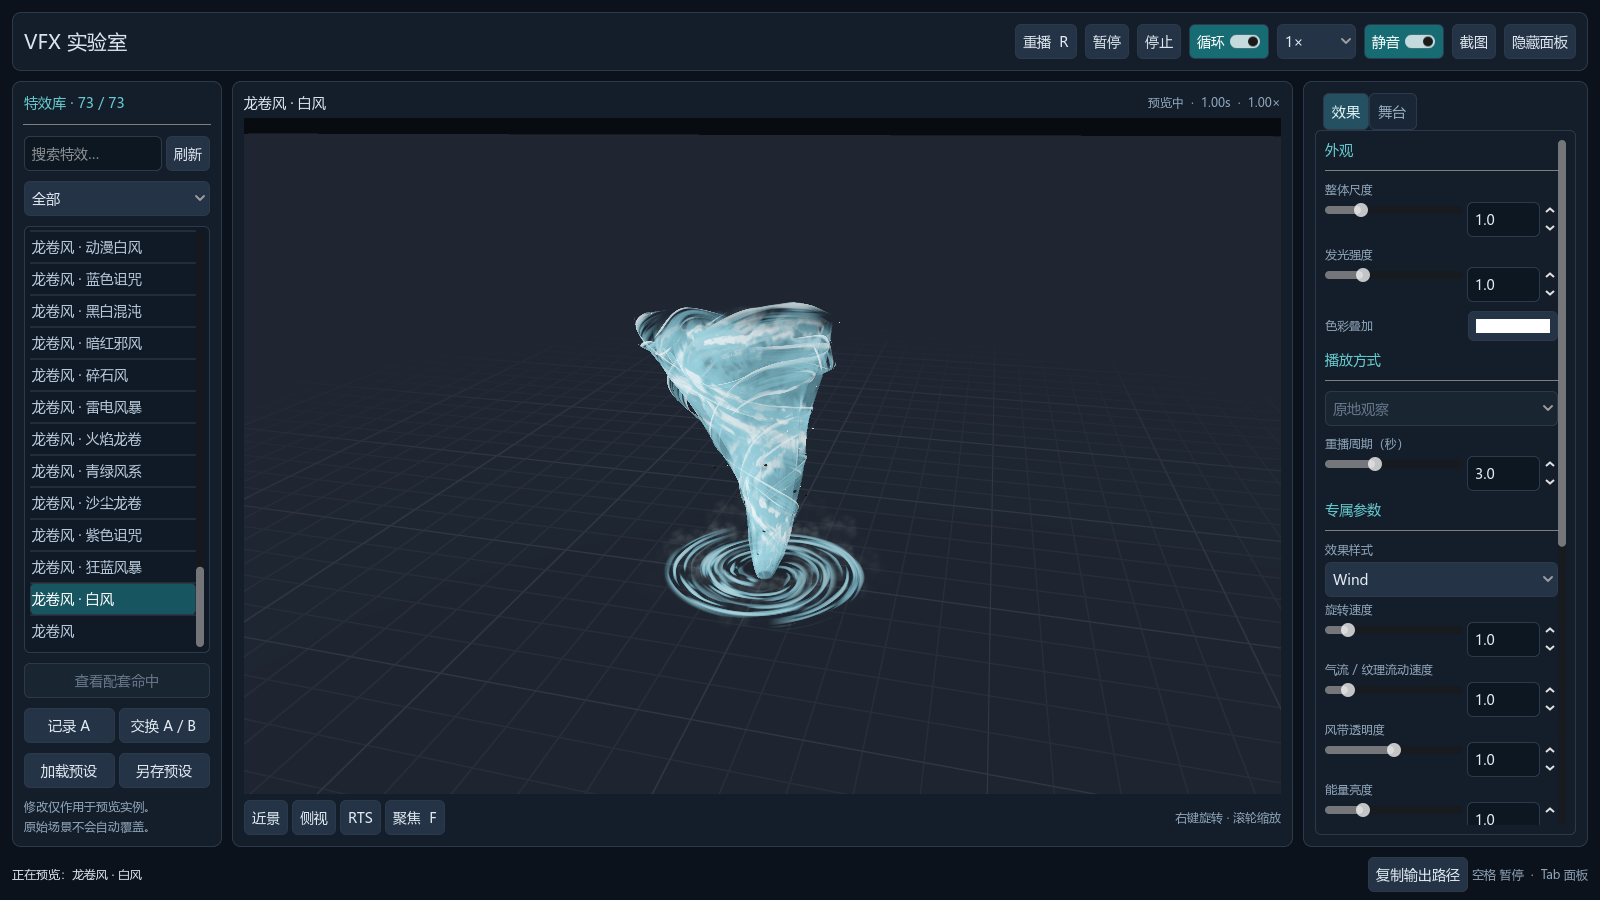 VFX 实验室
重播 R
暂停
停止
循环
1×
静音
截图
隐藏面板
特效库 · 73 / 73
搜索特效...
刷新
全部
龙卷风 · 动漫白风
龙卷风 · 蓝色诅咒
龙卷风 · 黑白混沌
龙卷风 · 暗红邪风
龙卷风 · 碎石风
龙卷风 · 雷电风暴
龙卷风 · 火焰龙卷
龙卷风 · 青绿风系
龙卷风 · 沙尘龙卷
龙卷风 · 紫色诅咒
龙卷风 · 狂蓝风暴
龙卷风 · 白风
龙卷风
查看配套命中
记录 A
交换 A / B
加载预设
另存预设
修改仅作用于预览实例。
原始场景不会自动覆盖。
龙卷风 · 白风
预览中 · 1.00s · 1.00×
近景
侧视
RTS
聚焦 F
右键旋转 · 滚轮缩放
效果
舞台
外观
整体尺度
1.0
发光强度
1.0
色彩叠加
播放方式
原地观察
重播周期（秒）
3.0
专属参数
效果样式
Wind
旋转速度
1.0
气流 / 纹理流动速度
1.0
风带透明度
1.0
能量亮度
1.0
正在预览：龙卷风 · 白风
复制输出路径
空格 暂停 · Tab 面板